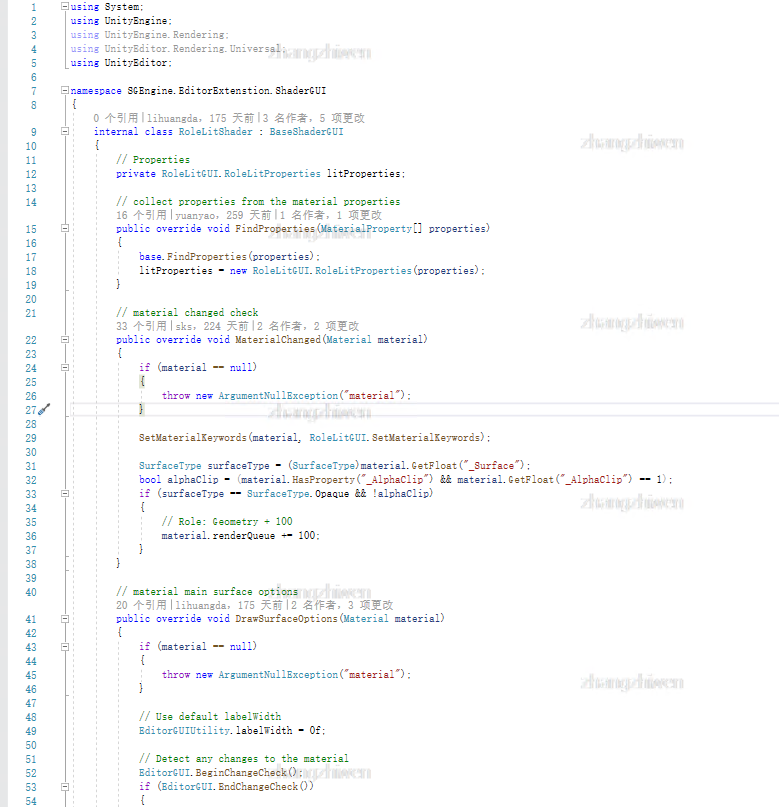 1 using System;
2 using UnityEngine;
3 using UnityEngine.Rendering;
4 using UnityEditor.Rendering.Universal;
zhangzhiwen
5 using UnityEditor;
6
7 namespace SGEngine.EditorExtenstion.ShaderGUI
8 {
0 个引用|lihuangda，175 天前|3 名作者，5 项更改
9 internal class RoleLitShader : BaseShaderGUI
10 {
zhangzhiwen
11 // Properties
12 private RoleLitGUI.RoleLitProperties litProperties;
13
14 // collect properties from the material properties
16 个引用|yuanyao，259 天前|1 名作者，1 项更改
15 public override void FindProperties(MaterialProperty[] properties)
zhangzhiwen
16 {
17 base.FindProperties(properties);
18 litProperties = new RoleLitGUI.RoleLitProperties(properties);
19 }
20
21 // material changed check
zhangzhiwen
33 个引用|sks，224 天前|2 名作者，2 项更改
22 public override void MaterialChanged(Material material)
23 {
24 if (material == null)
25 {
26 throw new ArgumentNullException("material");
27 }
zhangzhiwen
28
29 SetMaterialKeywords(material, RoleLitGUI.SetMaterialKeywords);
30
31 SurfaceType surfaceType = (SurfaceType)material.GetFloat("_Surface");
32 bool alphaClip = (material.HasProperty("_AlphaClip") && material.GetFloat("_AlphaClip") == 1);
33 if (surfaceType == SurfaceType.Opaque && !alphaClip)
zhangzhiwen
34 {
35 // Role: Geometry + 100
36 material.renderQueue += 100;
37 }
38 }
39
40 // material main surface options
zhangzhiwen
20 个引用|lihuangda，175 天前|2 名作者，3 项更改
41 public override void DrawSurfaceOptions(Material material)
42 {
43 if (material == null)
44 {
45 throw new ArgumentNullException("material");
zhangzhiwen
46 }
47
48 // Use default labelWidth
49 EditorGUIUtility.labelWidth = 0f;
50
51 // Detect any changes to the material
52 EditorGUI.BeginChangeCheck();
zhangzhiwen
53 if (EditorGUI.EndChangeCheck())
54 {